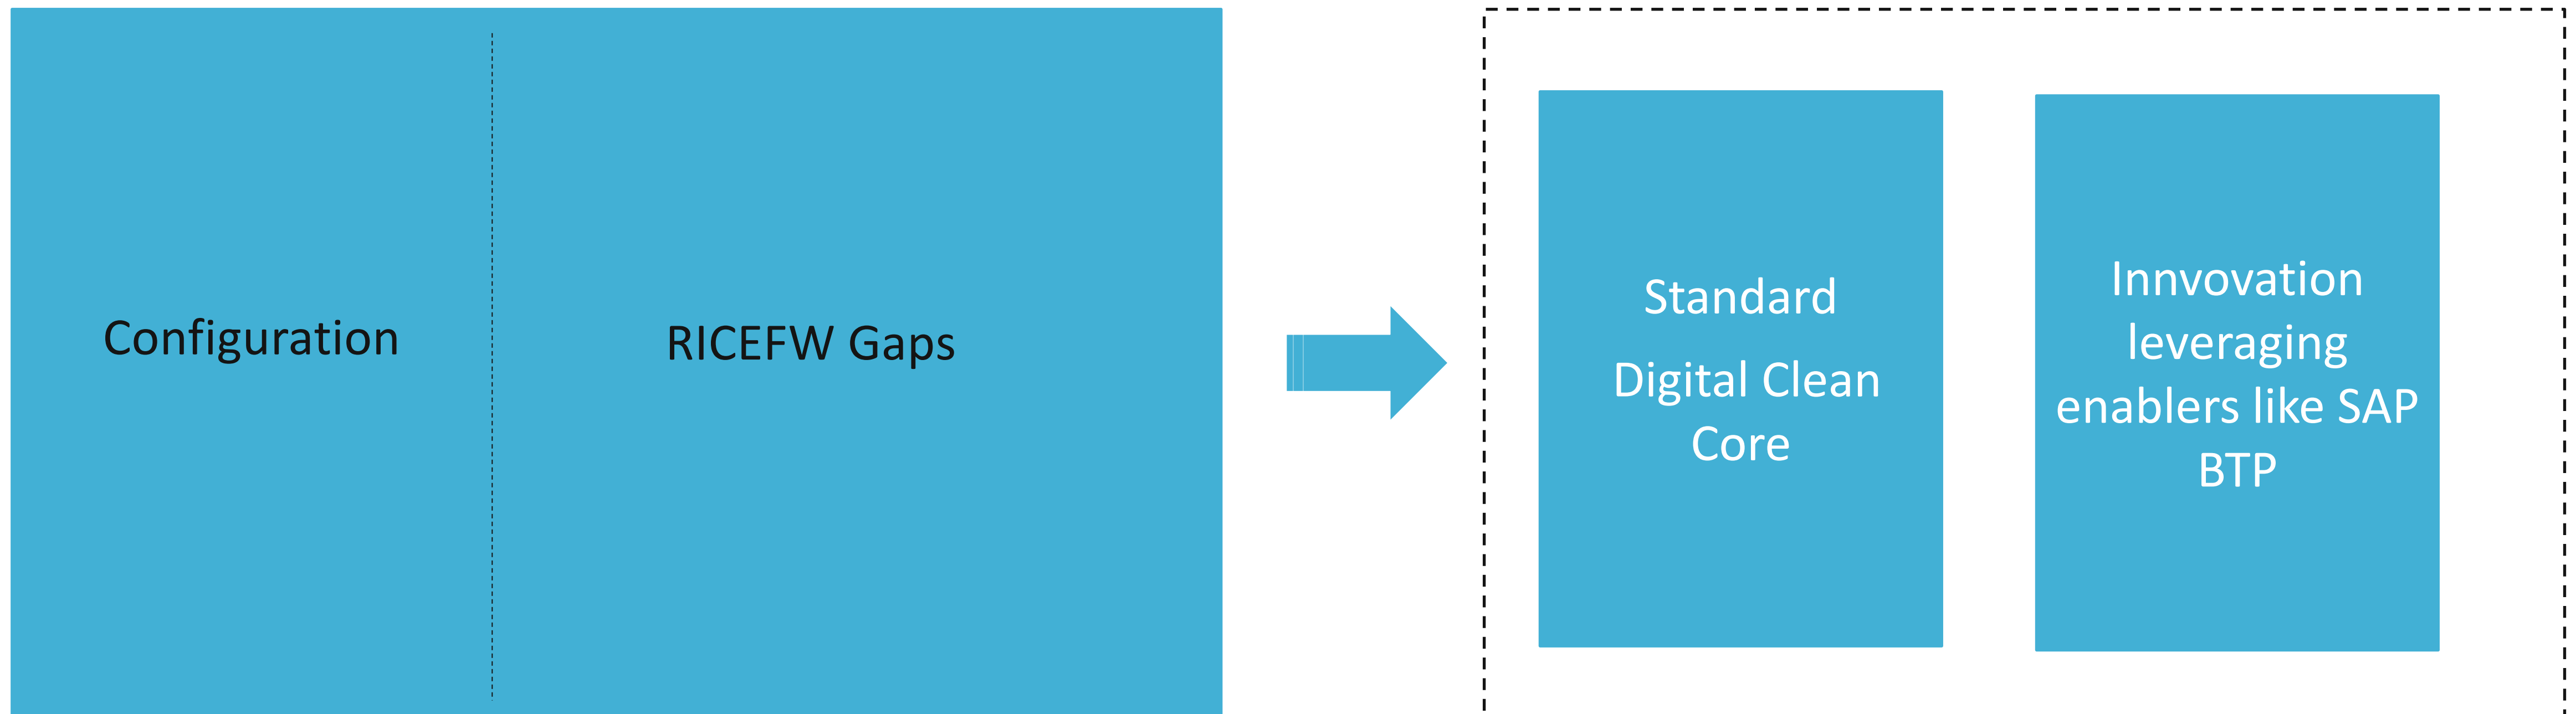 Configuration
RICEFW Gaps
Standard
Digital Clean
Core
Innvovation
leveraging
enablers like SAP
BTP